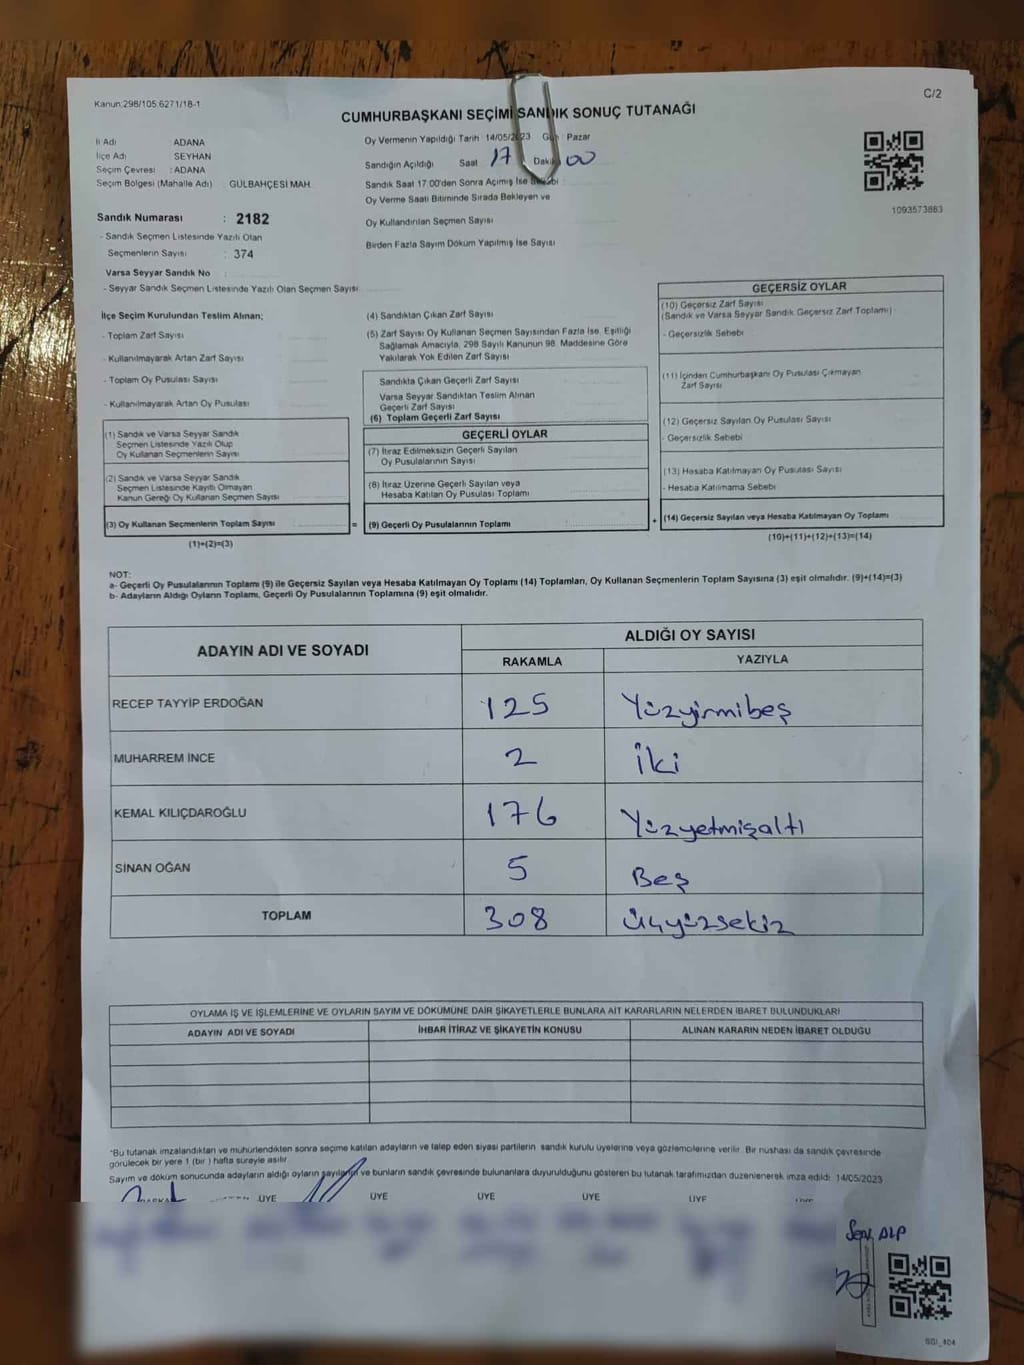 Kanun:298/105.6271/18-1
C/2
CUMHURBAŞKANI SEÇİMİ SANDIK SONUÇ TUTANAĞI
İli Adı ADANA
İlçe Adı SEYHAN
Seçim Çevresi : ADANA
Seçim Bölgesi (Mahalle Adı) GÜLBAHÇESİ MAH.
Oy Vermenin Yapıldığı Tarih 14/05/2023 Gün Pazar
Sandığın Açıldığı Saat 17 Dakika 00
Sandık Saat 17:00'den Sonra Açımış İse Sebebi :
Oy Verme Saati Bitiminde Sırada Bekleyen ve
Oy Kullandırılan Seçmen Sayısı
Birden Fazla Sayım Döküm Yapılmış İse Sayısı
1093573883
Sandık Numarası : 2182
- Sandık Seçmen Listesinde Yazılı Olan
Seçmenlerin Sayısı : 374
Varsa Seyyar Sandık No :
- Seyyar Sandık Seçmen Listesinde Yazılı Olan Seçmen Sayısı
İlçe Seçim Kurulundan Teslim Alınan;
- Toplam Zarf Sayısı
- Kullanılmayarak Artan Zarf Sayısı
- Toplam Oy Pusulası Sayısı
- Kullanılmayarak Artan Oy Pusulası
(1) Sandık ve Varsa Seyyar Sandık
Seçmen Listesinde Yazılı Olup
Oy Kullanan Seçmenlerin Sayısı
(2) Sandık ve Varsa Seyyar Sandık
Seçmen Listesinde Kayıtlı Olmayan
Kanun Gereği Oy Kullanan Seçmen Sayısı
(3) Oy Kullanan Seçmenlerin Toplam Sayısı =
(1)+(2)=(3)
(4) Sandıktan Çıkan Zarf Sayısı
(5) Zarf Sayısı Oy Kullanan Seçmen Sayısından Fazla İse, Eşitliği
Sağlamak Amacıyla, 298 Sayılı Kanunun 98. Maddesine Göre
Yakılarak Yok Edilen Zarf Sayısı
Sandıkta Çıkan Geçerli Zarf Sayısı
Varsa Seyyar Sandıktan Teslim Alınan
Geçerli Zarf Sayısı
(6) Toplam Geçerli Zarf Sayısı
GEÇERLİ OYLAR
(7) İtiraz Edilmeksizin Geçerli Sayılan
Oy Pusulalarının Sayısı
(8) İtiraz Üzerine Geçerli Sayılan veya
Hesaba Katılan Oy Pusulası Toplamı
(9) Geçerli Oy Pusulalarının Toplamı +
GEÇERSİZ OYLAR
(10) Geçersiz Zarf Sayısı
(Sandık ve Varsa Seyyar Sandık Geçersiz Zarf Toplamı)
- Geçersizlik Sebebi
(11) İçinden Cumhurbaşkanı Oy Pusulası Çıkmayan
Zarf Sayısı
(12) Geçersiz Sayılan Oy Pusulası Sayısı
- Geçersizlik Sebebi
(13) Hesaba Katılmayan Oy Pusulası Sayısı
- Hesaba Katılmama Sebebi
(14) Geçersiz Sayılan veya Hesaba Katılmayan Oy Toplamı
(10)+(11)+(12)+(13)=(14)
NOT:
a- Geçerli Oy Pusulalarının Toplamı (9) ile Geçersiz Sayılan veya Hesaba Katılmayan Oy Toplamı (14) Toplamları, Oy Kullanan Seçmenlerin Toplam Sayısına (3) eşit olmalıdır. (9)+(14)=(3)
b- Adayların Aldığı Oyların Toplamı, Geçerli Oy Pusulalarının Toplamına (9) eşit olmalıdır.
ADAYIN ADI VE SOYADI ALDIĞI OY SAYISI
RAKAMLA YAZIYLA
RECEP TAYYİP ERDOĞAN 125 Yüzyirmibeş
MUHARREM İNCE 2 İki
KEMAL KILIÇDAROĞLU 176 Yüzyetmişaltı
SİNAN OĞAN 5 Beş
TOPLAM 308 Üçyüzsekiz
OYLAMA İŞ VE İŞLEMLERİNE VE OYLARIN SAYIM VE DÖKÜMÜNE DAİR ŞİKAYETLERLE BUNLARA AİT KARARLARIN NELERDEN İBARET BULUNDUKLARI
ADAYIN ADI VE SOYADI İHBAR İTİRAZ VE ŞİKAYETİN KONUSU ALINAN KARARIN NEDEN İBARET OLDUĞU
*Bu tutanak imzalandıktan ve mühürlendikten sonra seçime katılan adayların ve talep eden siyasi partilerin sandık kurulu üyelerine veya gözlemcilerine verilir. Bir nüshası da sandık çevresinde
görülecek bir yere 1 (bir) hafta süreyle asılır.
Sayım ve döküm sonucunda adayların aldığı oyların sayılarını ve bunların sandık çevresinde bulunanlara duyurulduğunu gösteren bu tutanak tarafımızdan düzenlenerek imza edildi. 14/05/2023
ÜYE ÜYE ÜYE ÜYE ÜYE
ALP